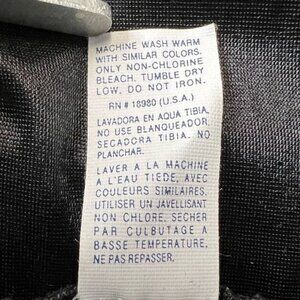 MACHINE WASH WARM
WITH SIMILAR COLORS.
ONLY NON-CHLORINE
BLEACH. TUMBLE DRY
LOW. DO NOT IRON.
RN # 18980 (U.S.A.)
LAVADORA EN AQUA TIBIA.
NO USE BLANQUEADOR.
SECADORA TIBIA. NO
PLANCHAR.
LAVER A LA MACHINE
A L'EAU TIEDE, AVEC
COULEURS SIMILAIRES.
UTILISER UN JAVELLISANT
NON CHLORE. SECHER
PAR CULBUTAGE A
BASSE TEMPERATURE,
NE PAS REPASSER.